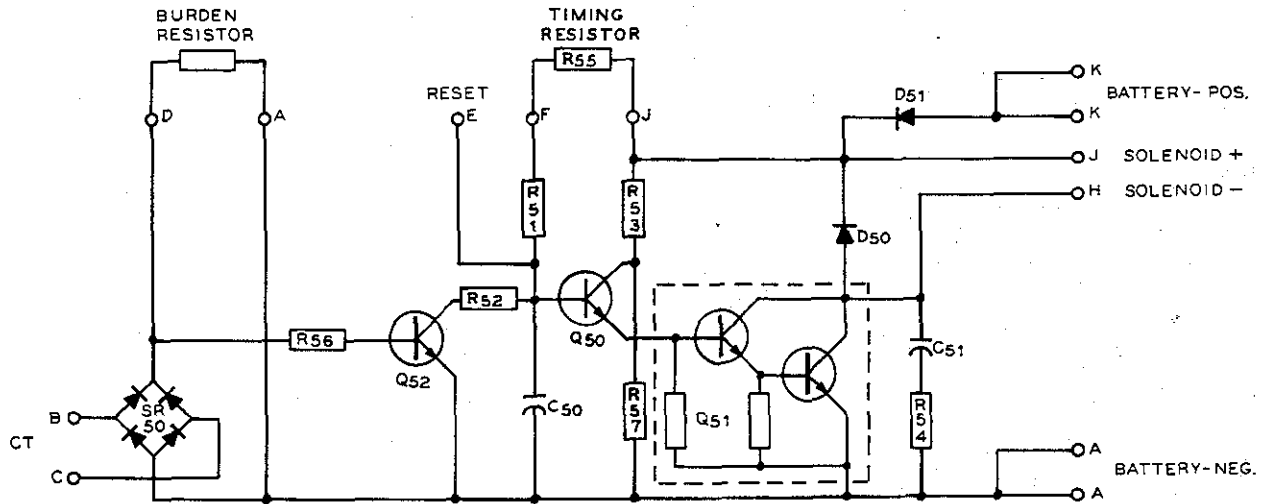 BURDEN
RESISTOR
TIMING
RESISTOR
R55
D
A
RESET
E
F
J
D51
K
BATTERY-POS.
K
J SOLENOID +
H SOLENOID -
R51
R53
D50
R52
Q50
R56
Q52
C50
R57
Q51
C51
R54
B
SR
50
CT
C
A
BATTERY-NEG.
A